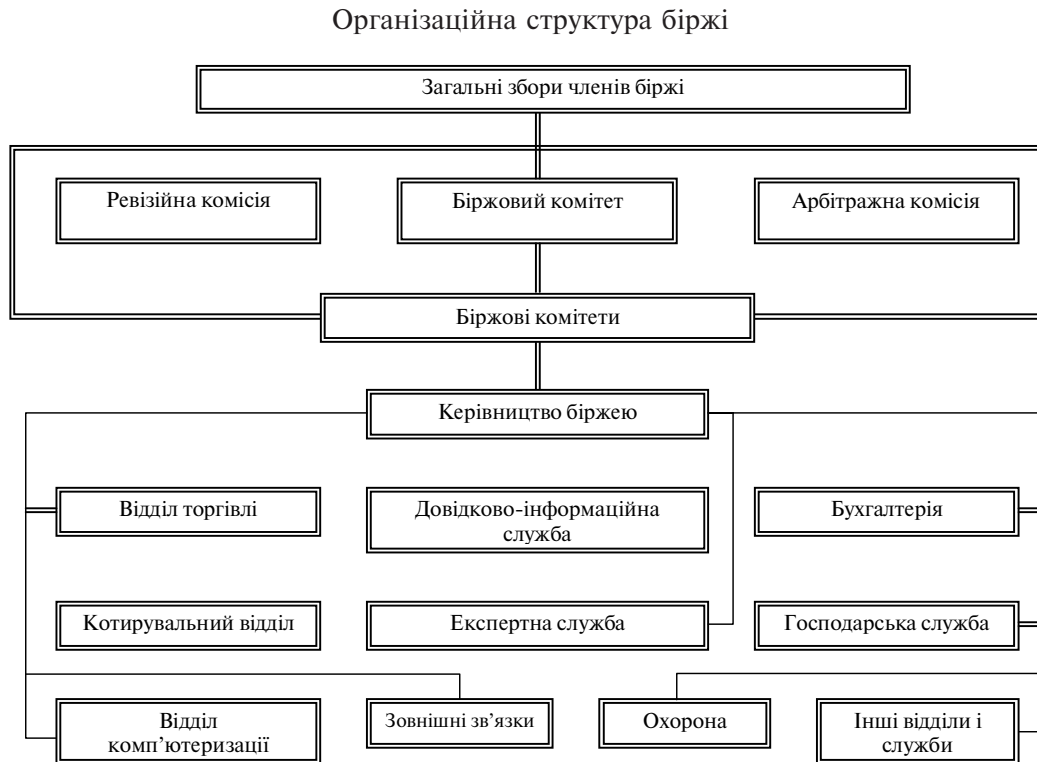 Організаційна структура біржі
Загальні збори членів біржі
Ревізійна комісія
Біржовий комітет
Арбітражна комісія
Біржові комітети
Керівництво біржею
Відділ торгівлі
Довідково-інформаційна
служба
Бухгалтерія
Котирувальний відділ
Експертна служба
Господарська служба
Відділ
комп'ютеризації
Зовнішні зв'язки
Охорона
Інші відділи і
служби